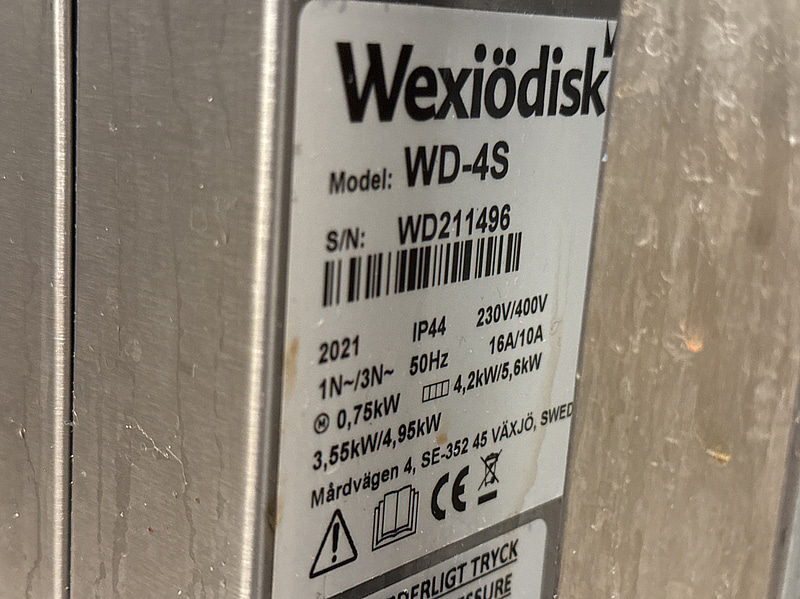 Wexiödisk
Model: WD-4S
S/N: WD211496
2021 IP44 230V/400V
1N~/3N~ 50Hz 16A/10A
M 0,75kW 4,2kW/5,6kW
3,55kW/4,95kW
Mårdvägen 4, SE-352 45 VÄXJÖ, SWED
CE
TRYCK